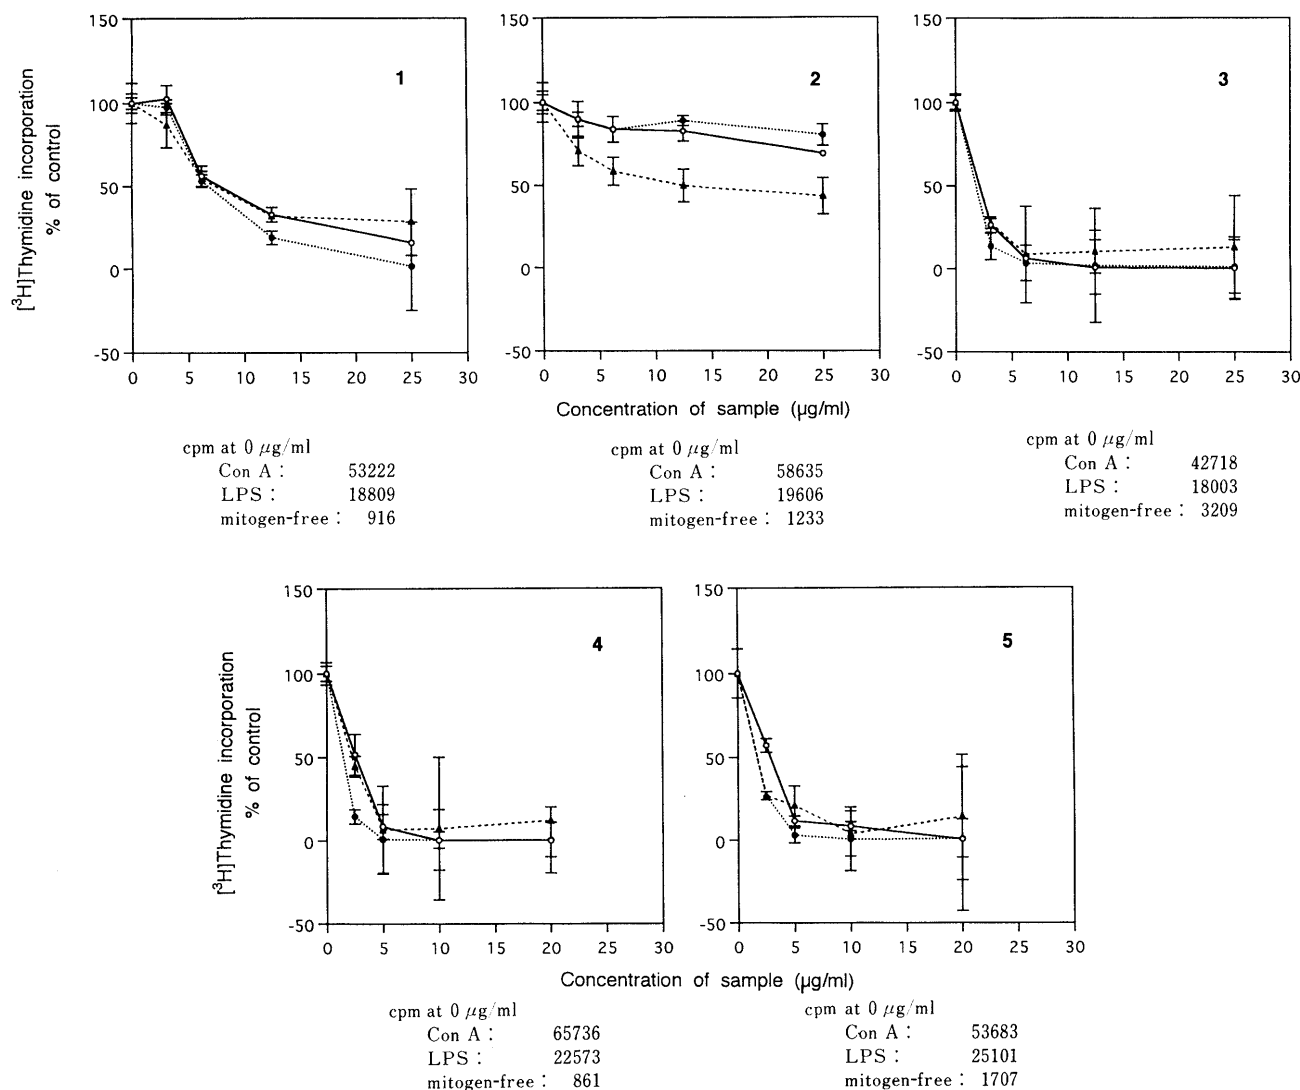 150
100
50
0
-50
0 5 10 15 20 25 30
1
[³H]Thymidine incorporation
% of control
150
100
50
0
-50
0 5 10 15 20 25 30
2
150
100
50
0
-50
0 5 10 15 20 25 30
3
Concentration of sample (µg/ml)
cpm at 0 µg/ml
Con A : 53222
LPS : 18809
mitogen-free : 916
cpm at 0 µg/ml
Con A : 58635
LPS : 19606
mitogen-free : 1233
cpm at 0 µg/ml
Con A : 42718
LPS : 18003
mitogen-free : 3209
150
100
50
0
-50
0 5 10 15 20 25 30
4
[³H]Thymidine incorporation
% of control
150
100
50
0
-50
0 5 10 15 20 25 30
5
Concentration of sample (µg/ml)
cpm at 0 µg/ml
Con A : 65736
LPS : 22573
mitogen-free : 861
cpm at 0 µg/ml
Con A : 53683
LPS : 25101
mitogen-free : 1707